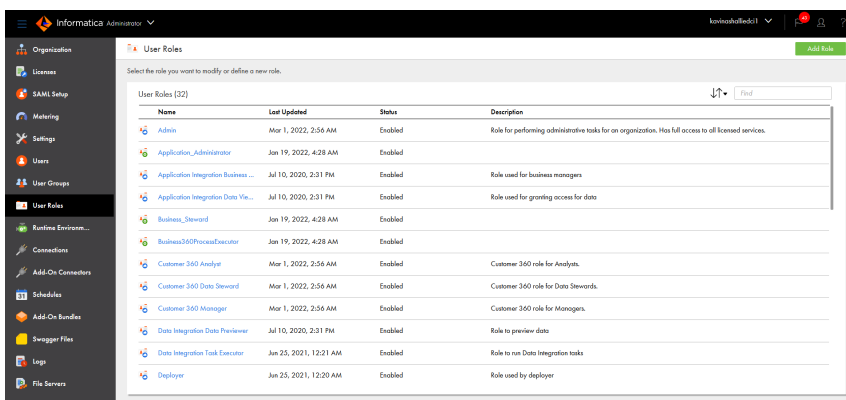 Informatica Administrator
kavinashalliedci1
43
?
Organization
Licenses
SAML Setup
Metering
Settings
Users
User Groups
User Roles
Runtime Environm...
Connections
Add-On Connectors
31 Schedules
Add-On Bundles
Swagger Files
Logs
File Servers
User Roles
Add Role
Select the role you want to modify or define a new role.
User Roles (32)
Find
Name Last Updated Status Description
Admin Mar 1, 2022, 2:56 AM Enabled Role for performing administrative tasks for an organization. Has full access to all licensed services.
Application_Administrator Jan 19, 2022, 4:28 AM Enabled
Application Integration Business ... Jul 10, 2020, 2:31 PM Enabled Role used for business managers
Application Integration Data Vie... Jul 10, 2020, 2:31 PM Enabled Role used for granting access for data
Business_Steward Jan 19, 2022, 4:28 AM Enabled
Business360ProcessExecutor Jan 19, 2022, 4:28 AM Enabled
Customer 360 Analyst Mar 1, 2022, 2:56 AM Enabled Customer 360 role for Analysts.
Customer 360 Data Steward Mar 1, 2022, 2:56 AM Enabled Customer 360 role for Data Stewards.
Customer 360 Manager Mar 1, 2022, 2:56 AM Enabled Customer 360 role for Managers.
Data Integration Data Previewer Jul 10, 2020, 2:31 PM Enabled Role to preview data
Data Integration Task Executor Jun 25, 2021, 12:21 AM Enabled Role to run Data Integration tasks
Deployer Jun 25, 2021, 12:20 AM Enabled Role used by deployer